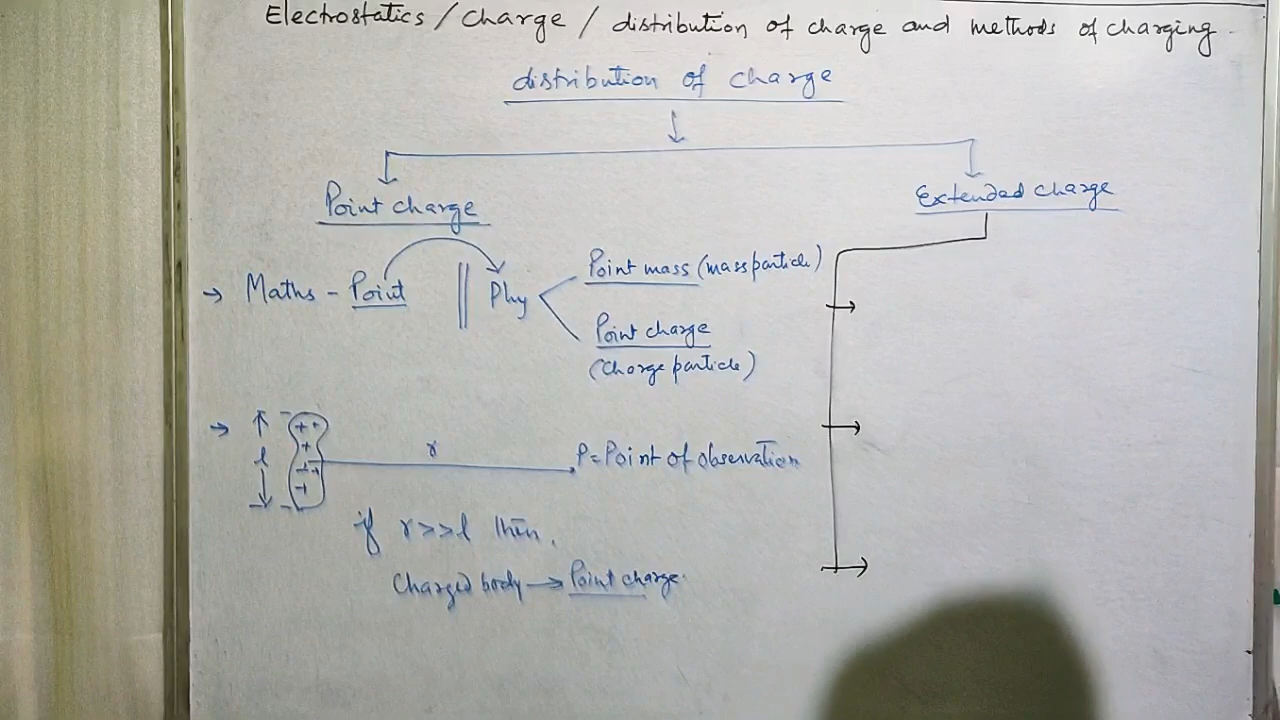 Electrostatics / charge / distribution of charge and methods of charging
distribution of charge
Point charge
Extended charge
→ Maths - Point
Phy
Point mass (mass particle)
Point charge
(charge particle)
→ l
++
+
++
+
r
P = Point of observation
if r >> l then,
Charged body → Point charge.